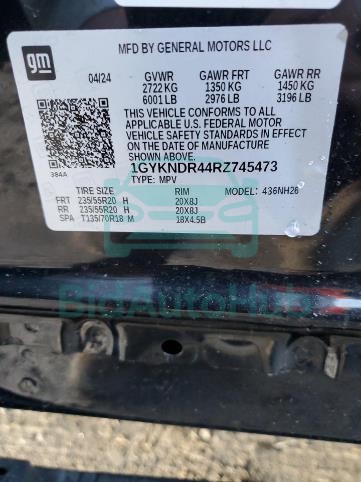 gm
MFD BY GENERAL MOTORS LLC
04/24 GVWR GAWR FRT GAWR RR
2722 KG 1350 KG 1450 KG
6001 LB 2976 LB 3196 LB
THIS VEHICLE CONFORMS TO ALL
APPLICABLE U.S. FEDERAL MOTOR
VEHICLE SAFETY AND THEFT
PREVENTION STANDARDS IN EFFECT
ON THE DATE OF MANUFACTURE
SHOWN ABOVE.
384A
1GYKNDR44RZ745473
TYPE: MPV
TIRE SIZE RIM MODEL: 436NH26
FRT 235/55R20 H 20X8J
RR 235/55R20 H 20X8J
SPA T135/70R18 M 18X4.5B
BidAutoHub